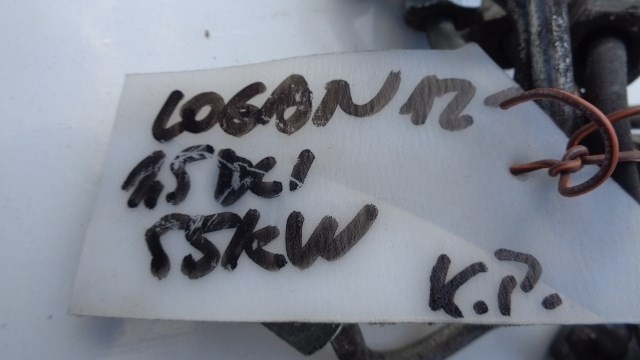 LOGAN 12
1,5 DCI
55KW
K.P.